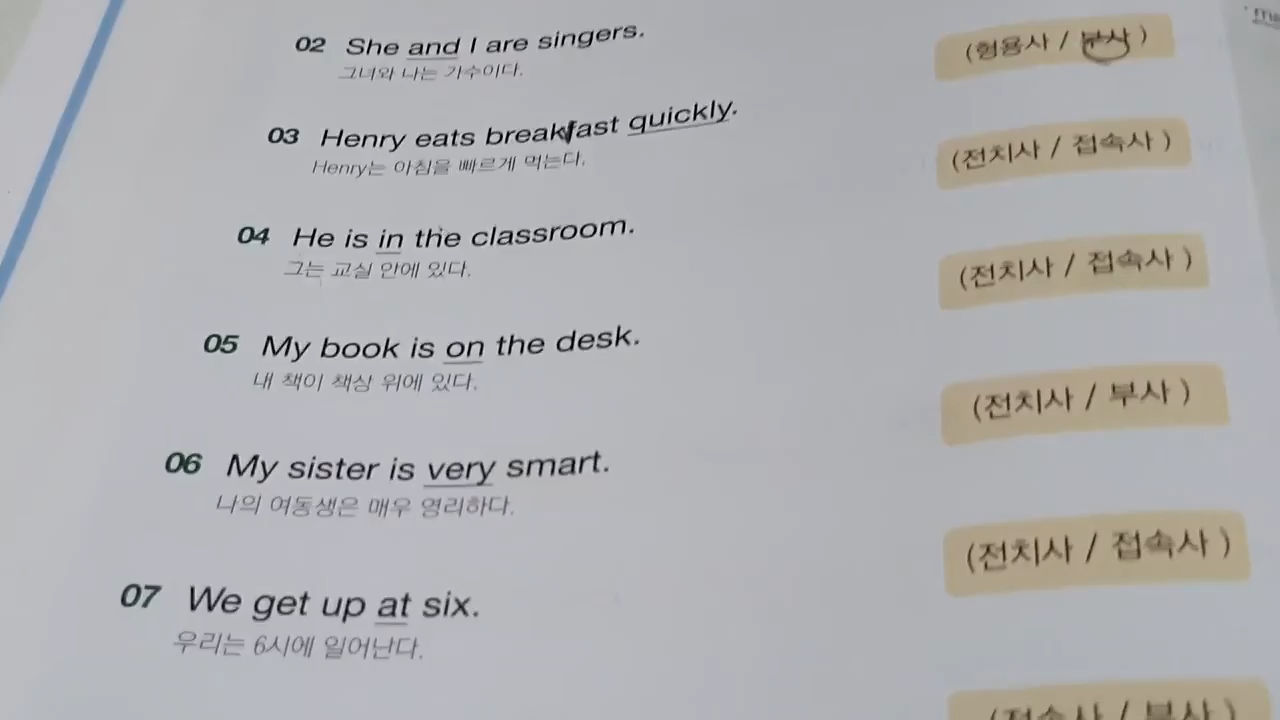 02 She and I are singers. (형용사 / 부사 )
그녀와 나는 가수이다.
03 Henry eats breakfast quickly. (전치사 / 접속사 )
Henry는 아침을 빠르게 먹는다.
04 He is in the classroom. (전치사 / 접속사 )
그는 교실 안에 있다.
05 My book is on the desk. (전치사 / 부사 )
내 책이 책상 위에 있다.
06 My sister is very smart. (전치사 / 접속사 )
나의 여동생은 매우 영리하다.
07 We get up at six. (접속사 / 부사 )
우리는 6시에 일어난다.